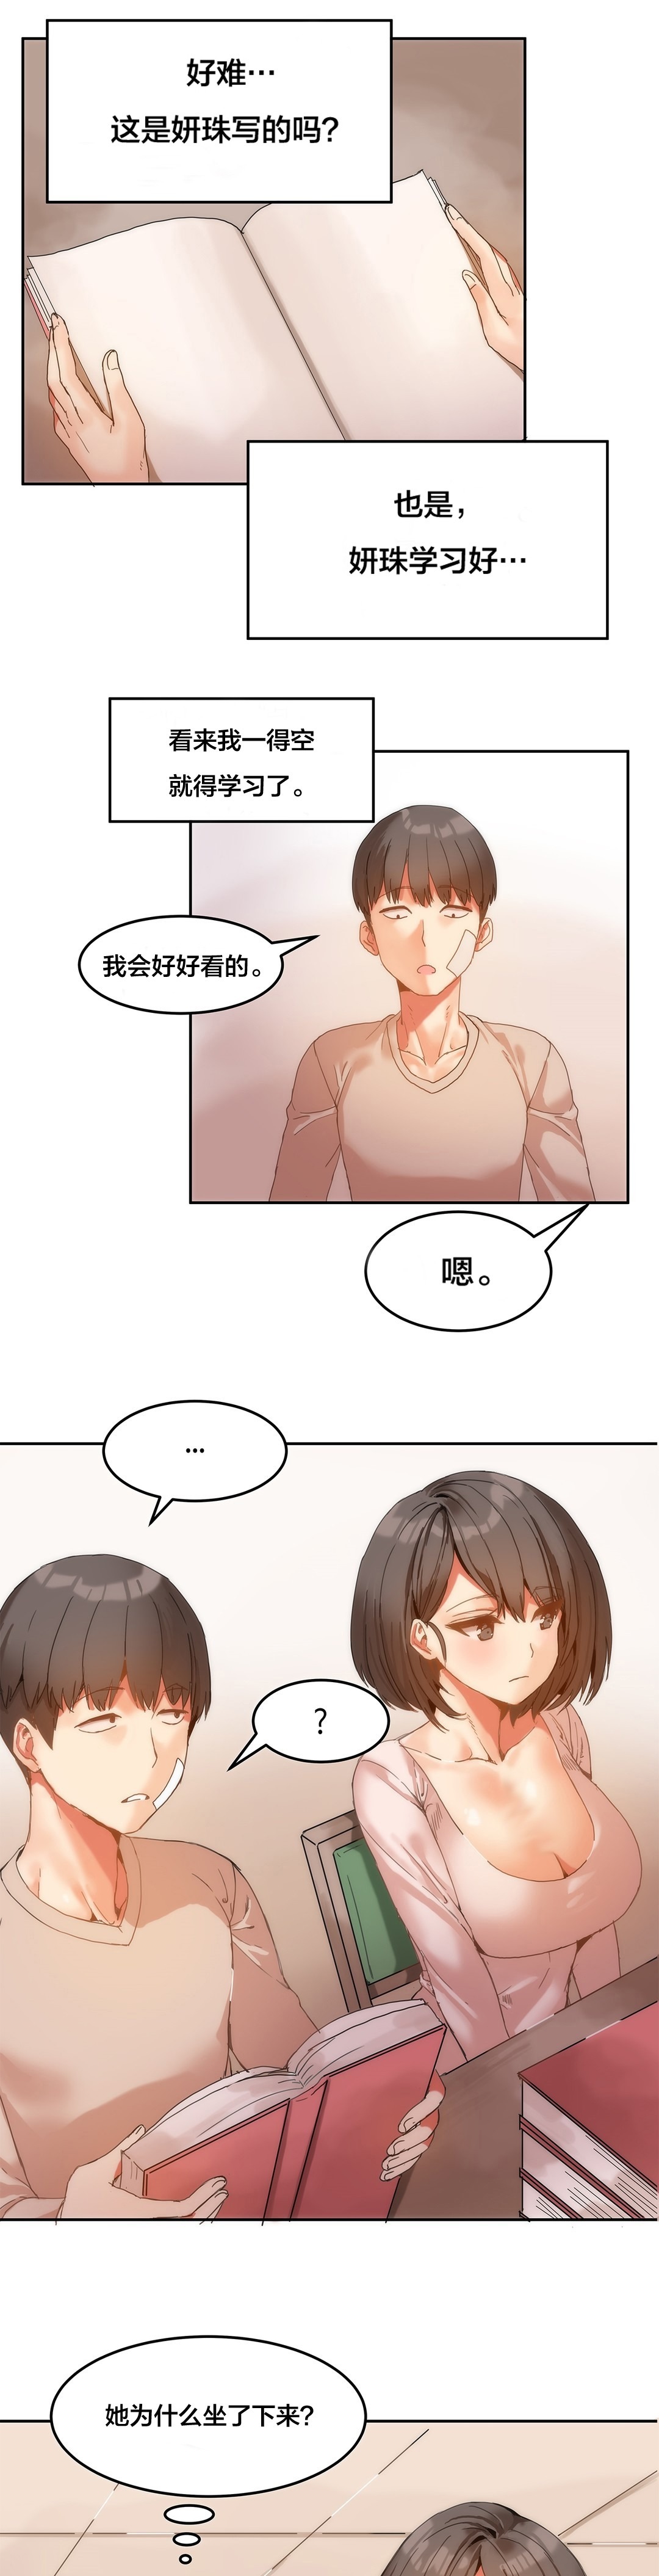 好难…
这是妍珠写的吗?
也是,
妍珠学习好…
看来我一得空
就得学习了。
我会好好看的。
嗯。
…
?
她为什么坐了下来?